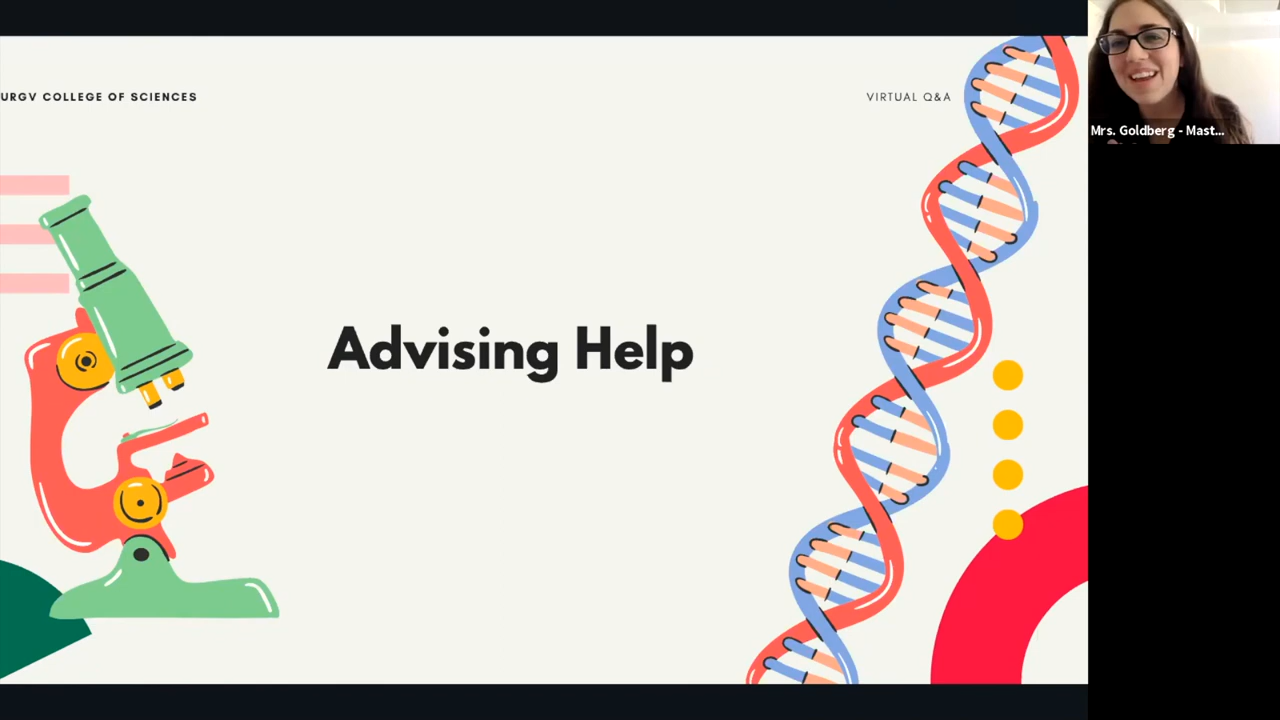 URGV COLLEGE OF SCIENCES
VIRTUAL Q&A
Mrs. Goldberg - Mast...
Advising Help